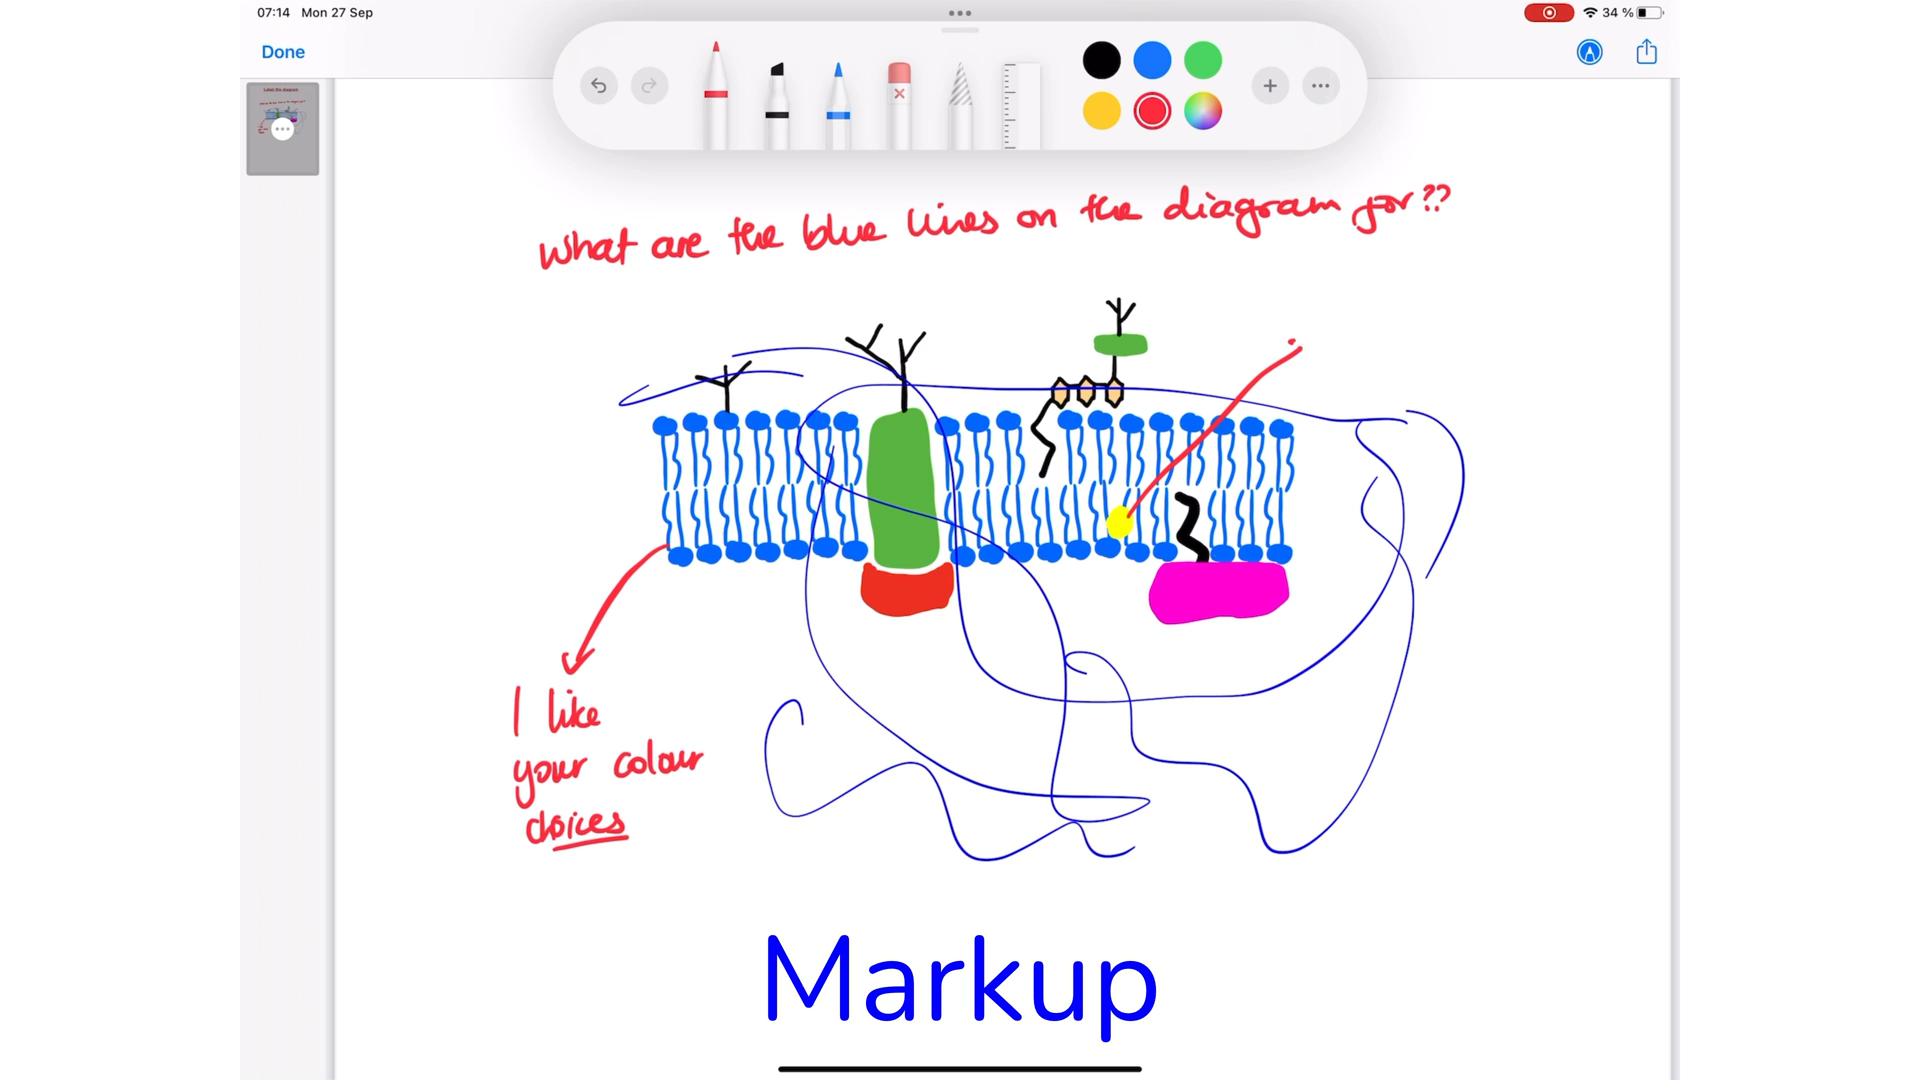 07:14 Mon 27 Sep
34 %
Done
What are the blue lines on the diagram for??
I like
your colour
choices
Markup